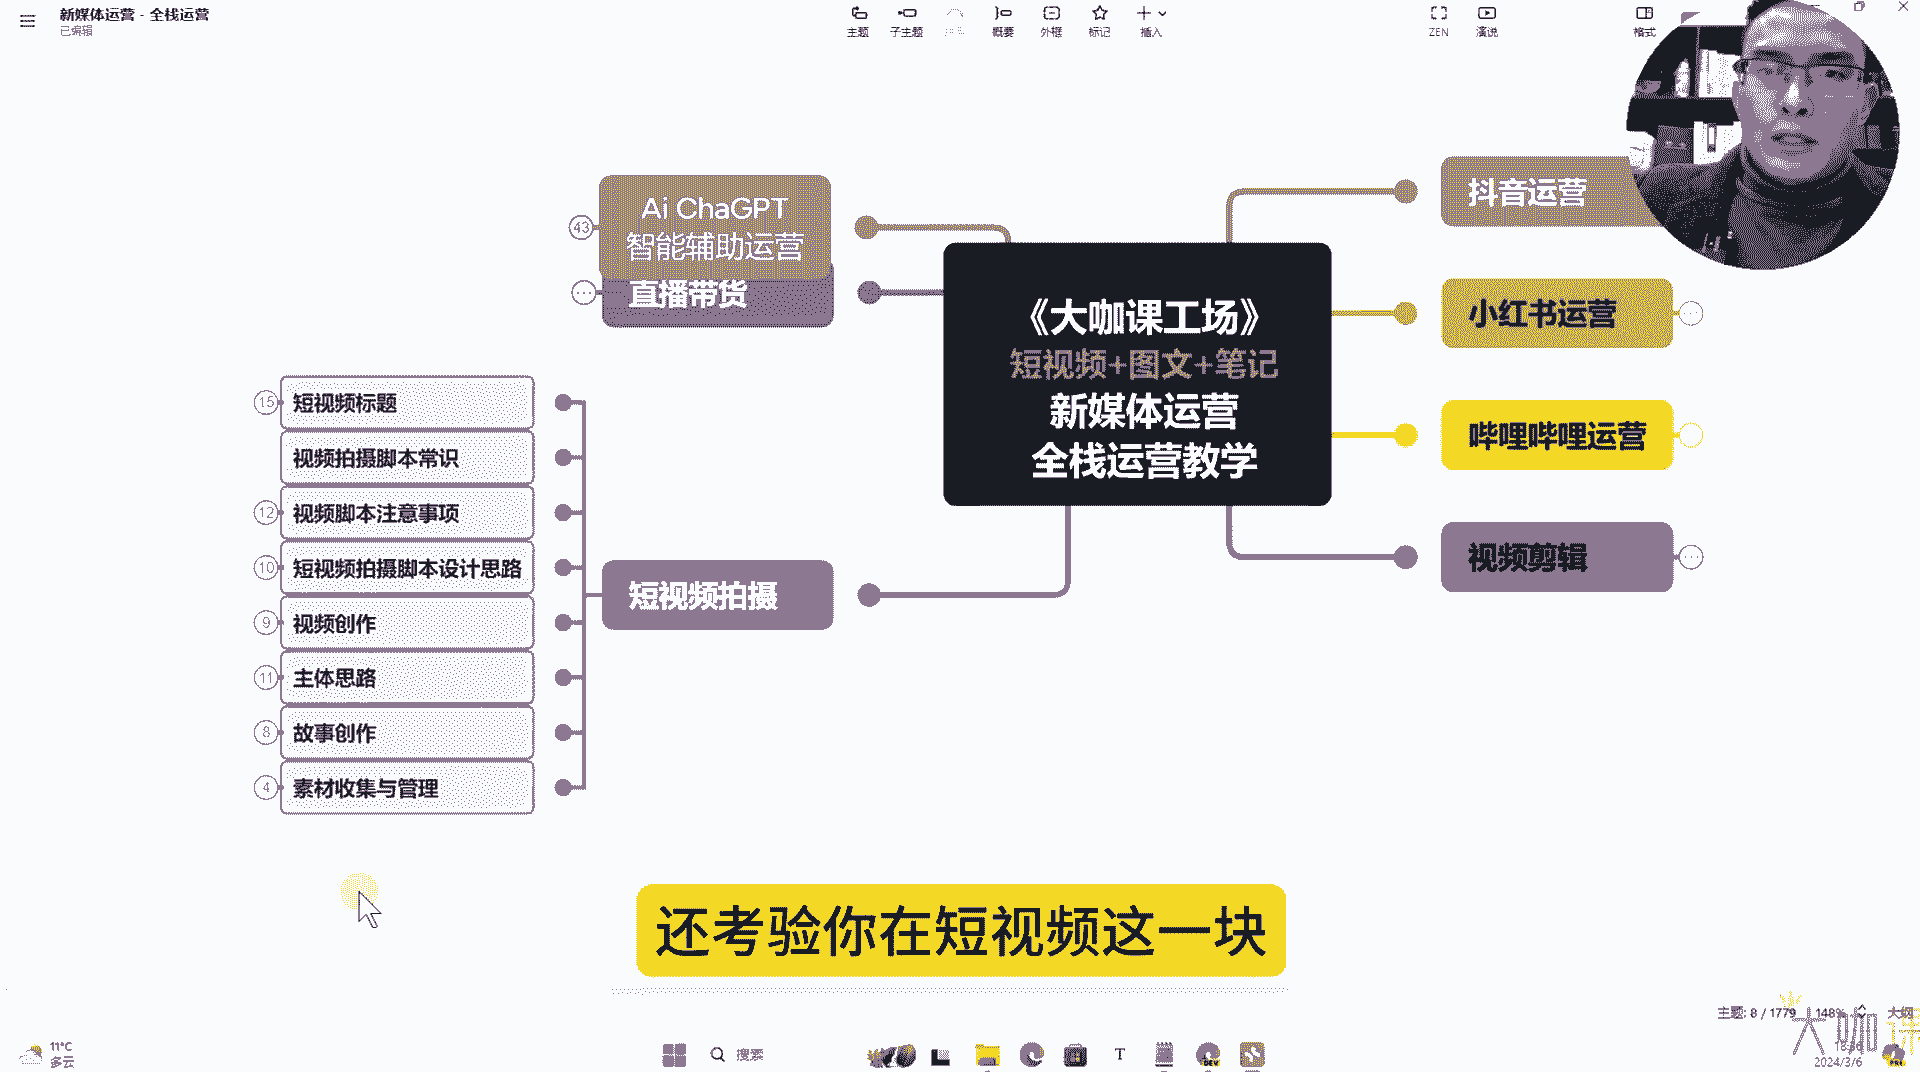 新媒体运营 - 全栈运营
已编辑
主题
子主题
概要
外框
标记
插入
ZEN
演说
格式
Ai ChaGPT
智能辅助运营
43
直播带货
《大咖课工场》
短视频+图文+笔记
新媒体运营
全栈运营教学
抖音运营
小红书运营
哔哩哔哩运营
视频剪辑
短视频拍摄
15
短视频标题
视频拍摄脚本常识
12
视频脚本注意事项
10
短视频拍摄脚本设计思路
9
视频创作
11
主体思路
8
故事创作
4
素材收集与管理
还考验你在短视频这一块
主题: 8 / 1779
148%
大纲
大咖课
11°C
多云
搜索
2024/3/6